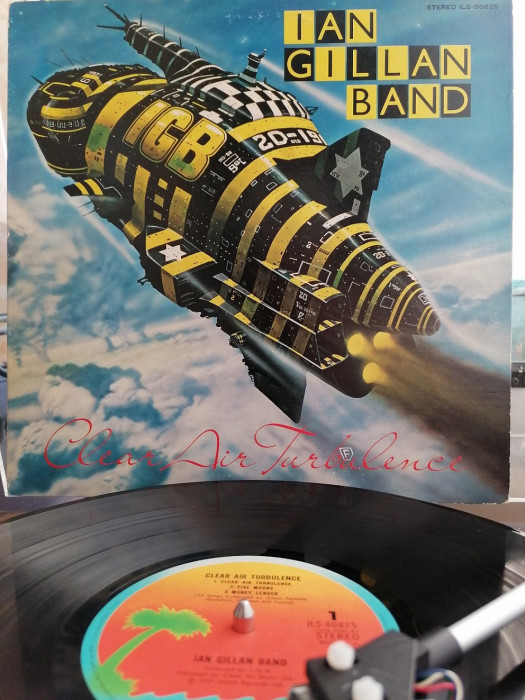 STEREO ILS-80825
IAN
GILLAN
BAND
IGB
20-19
20
Clear Air Turbulence
F
CLEAR AIR TURBULENCE
1. CLEAR AIR TURBULENCE
2. FIVE MOONS
3. MONEY LENDER
1
ILS-80825
STEREO
IAN GILLAN BAND